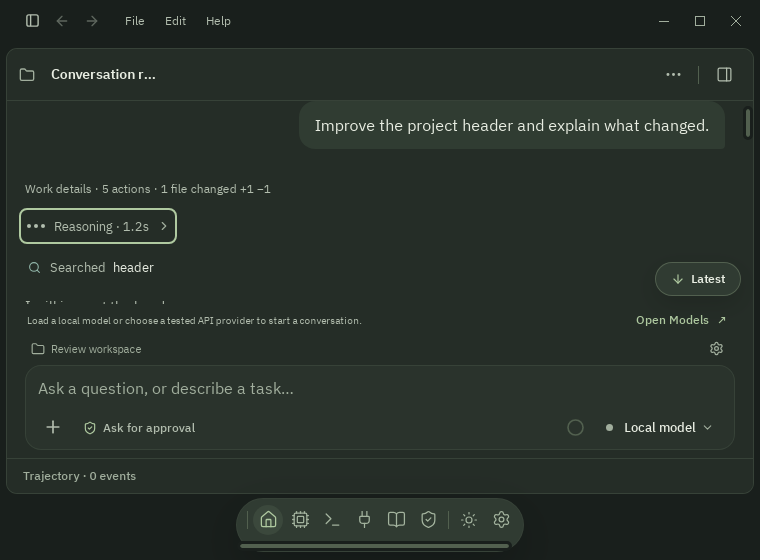 File Edit Help
Conversation r...
Improve the project header and explain what changed.
Work details · 5 actions · 1 file changed +1 −1
Reasoning · 1.2s
Searched header
Latest
Load a local model or choose a tested API provider to start a conversation.
Open Models ↗
Review workspace
Ask a question, or describe a task...
Ask for approval
Local model
Trajectory · 0 events